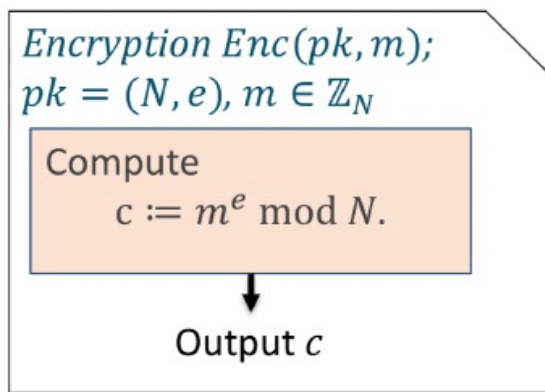 Encryption Enc(pk, m);
pk = (N, e), m ∈ ℤ_N
Compute
c := m^e mod N.
Output c